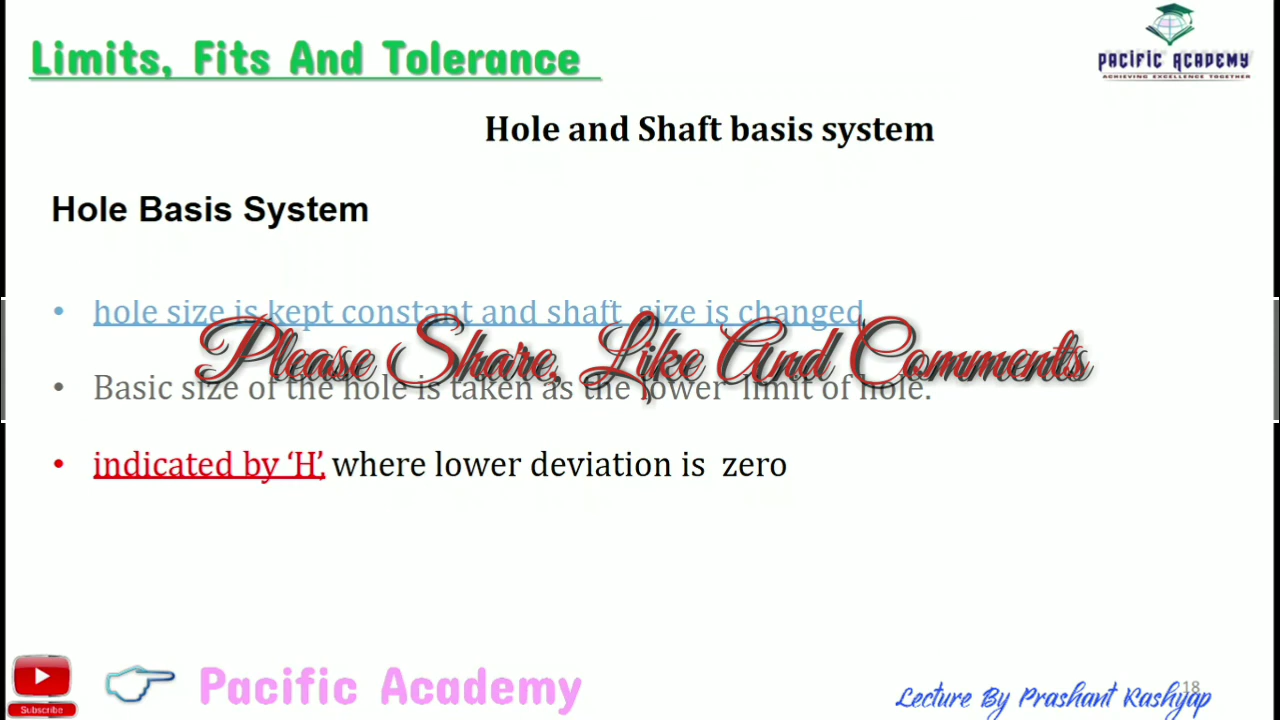 Limits, Fits And Tolerance
PACIFIC ACADEMY
ACHIEVING EXCELLENCE TOGETHER
Hole and Shaft basis system
Hole Basis System
• hole size is kept constant and shaft size is changed
Please Share, Like And Comments
• Basic size of the hole is taken as the lower limit of hole.
• indicated by ‘H’, where lower deviation is zero
Subscribe
Pacific Academy
18
Lecture By Prashant Kashyap